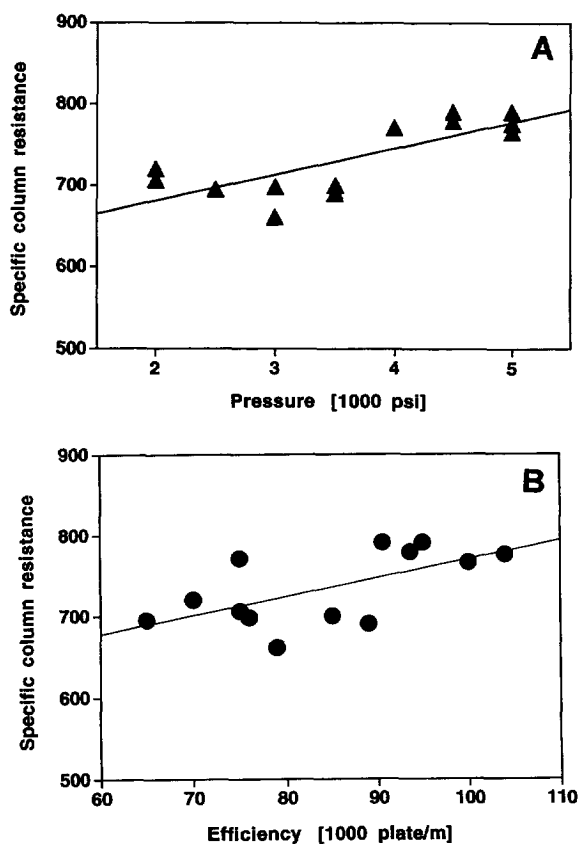 A
Specific column resistance
900
800
700
600
500
2 3 4 5
Pressure [1000 psi]
B
Specific column resistance
900
800
700
600
500
60 70 80 90 100 110
Efficiency [1000 plate/m]